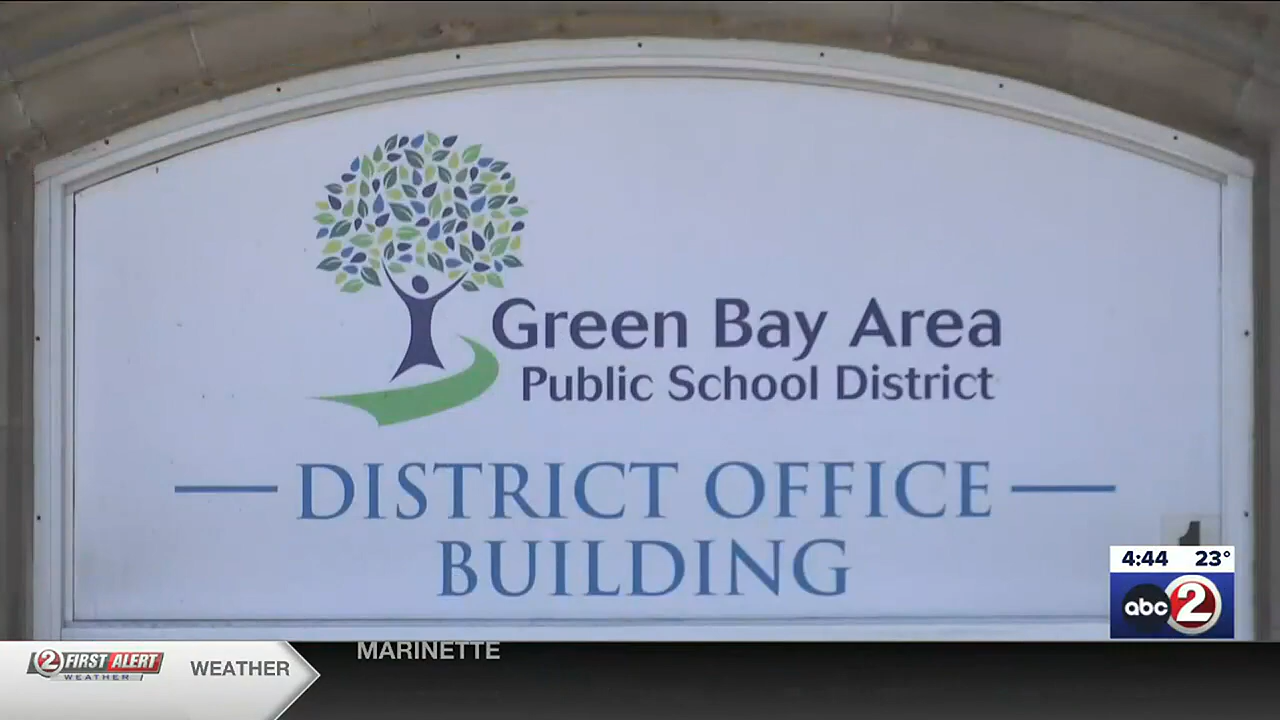 Green Bay Area
Public School District
DISTRICT OFFICE
BUILDING
1
4:44 23°
abc 2
2 FIRST ALERT
WEATHER
WEATHER
MARINETTE